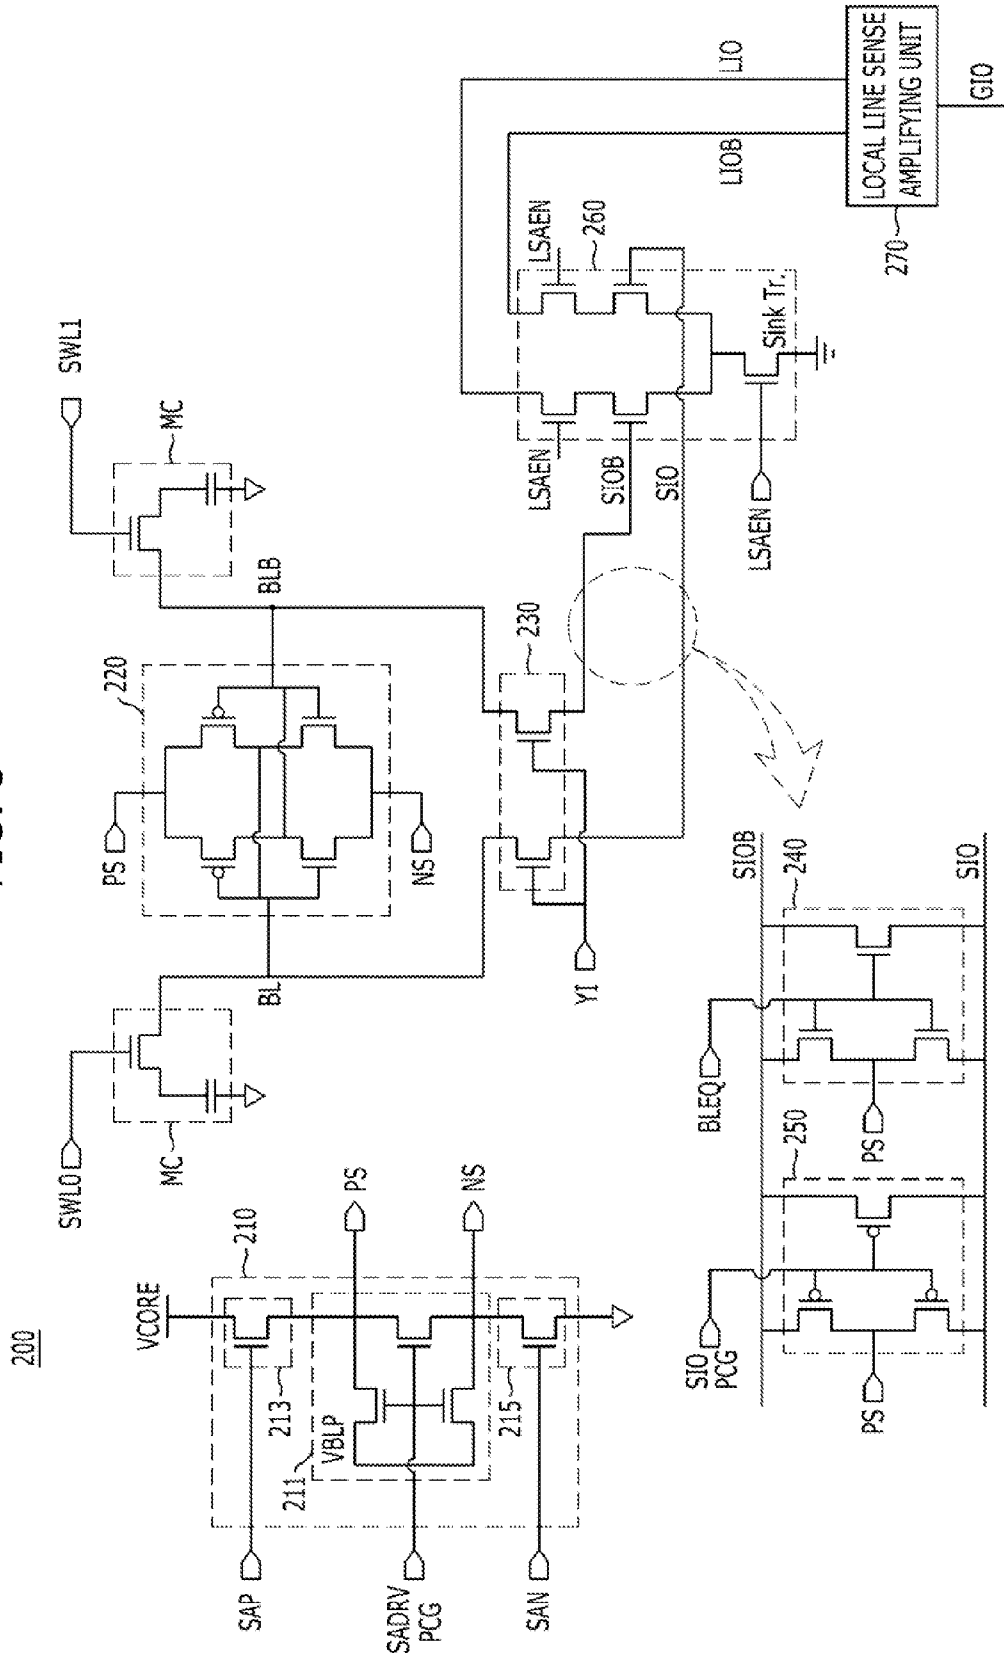 200
VCORE
SAP
SADRV
PCG
SAN
210
211
213
215
VBLP
PS
NS
SWL0
MC
BL
PS
220
NS
SWL1
MC
BLB
YI
230
LSAEN
SIOB
SIO
LSAEN
LSAEN
260
Sink Tr.
LIO
LIOB
LOCAL LINE SENSE
AMPLIFYING UNIT
270
GIO
SIO
PCG
PS
250
BLEQ
PS
240
SIOB
SIO